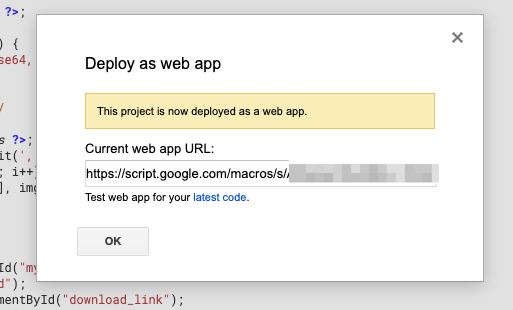 ?>;
) {
se64,
/
s ?>;
it(',
; i++)
], img
Id("my
d");
mentById("download_link");
Deploy as web app
This project is now deployed as a web app.
Current web app URL:
https://script.google.com/macros/s/
Test web app for your latest code.
OK